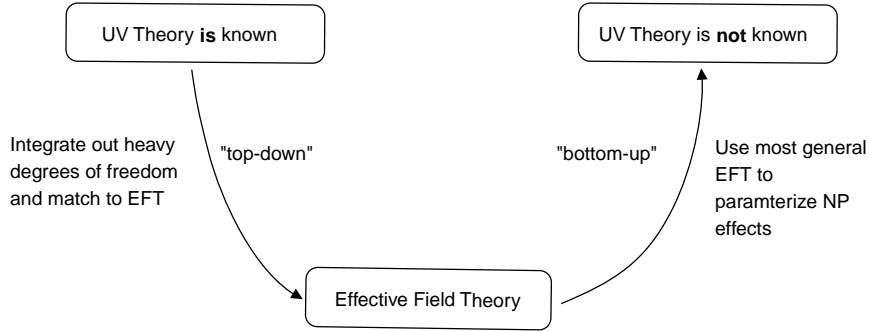 UV Theory is known
UV Theory is not known
Integrate out heavy
degrees of freedom
and match to EFT
"top-down"
"bottom-up"
Use most general
EFT to
paramterize NP
effects
Effective Field Theory